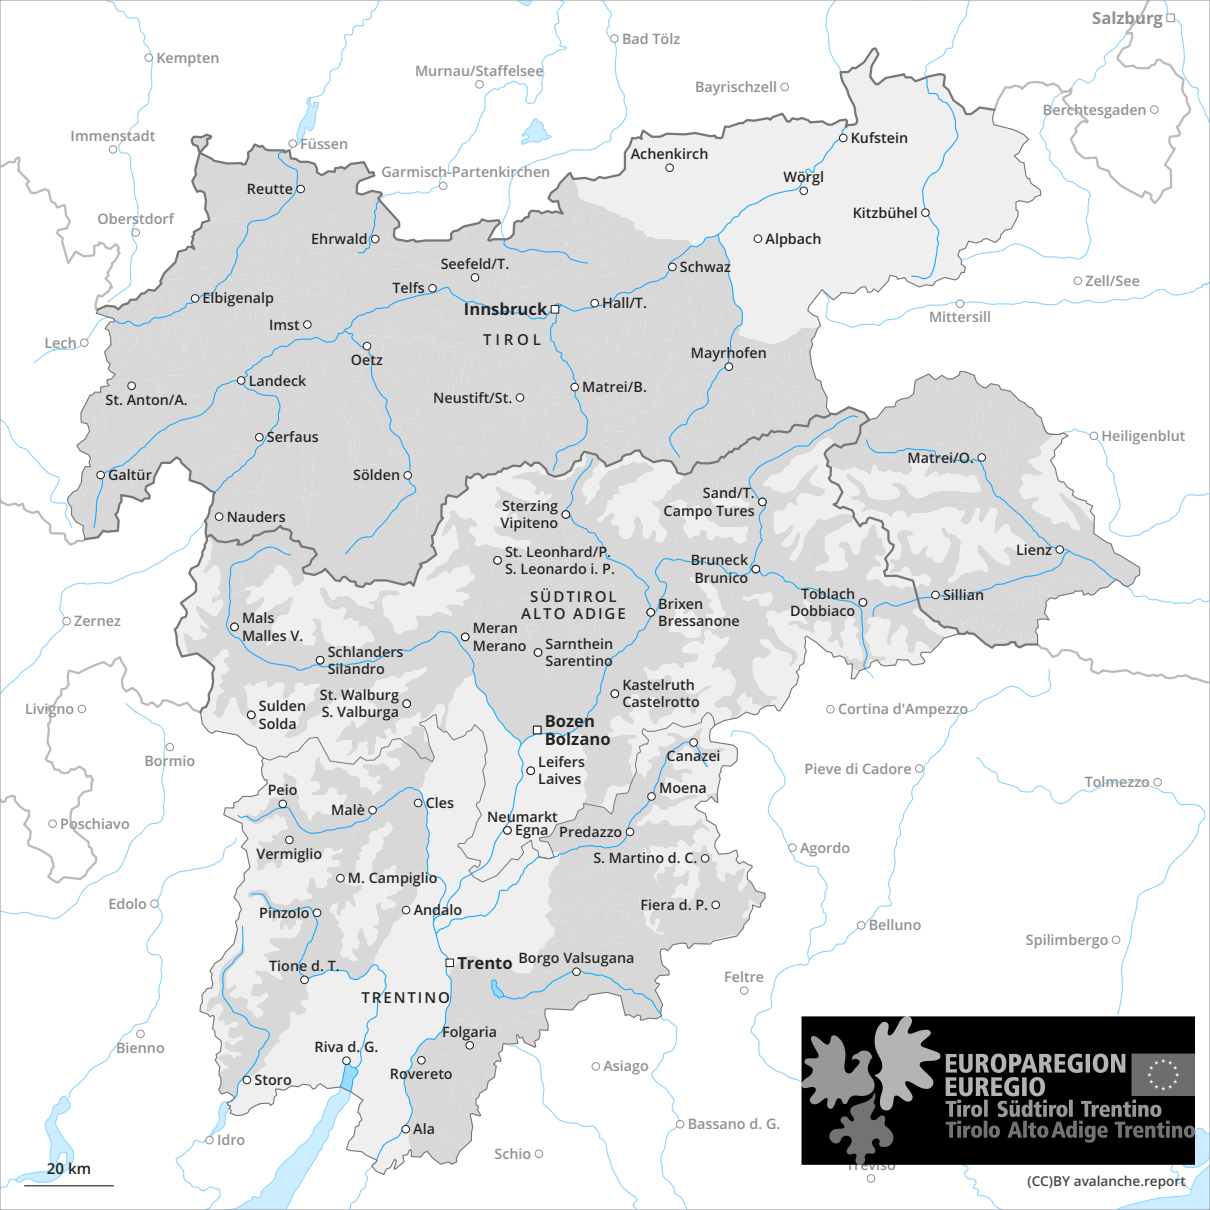 Salzburg
Bad Tölz
Kempten
Murnau/Staffelsee
Bayrischzell
Berchtesgaden
Immenstadt
Füssen
Kufstein
Achenkirch
Garmisch-Partenkirchen
Wörgl
Reutte
Oberstdorf
Kitzbühel
Ehrwald
Alpbach
Seefeld/T.
Schwaz
Zell/See
Telfs
Elbigenalp
Hall/T.
Innsbruck
Mittersill
Imst
TIROL
Lech
Oetz
Mayrhofen
Landeck
Matrei/B.
St. Anton/A.
Neustift/St.
Serfaus
Heiligenblut
Matrei/O.
Galtür
Sölden
Sand/T.
Campo Tures
Sterzing
Vipiteno
Nauders
St. Leonhard/P.
S. Leonardo i. P.
Lienz
Bruneck
Brunico
SÜDTIROL
ALTO ADIGE
Toblach
Dobbiaco
Sillian
Brixen
Bressanone
Zernez
Mals
Malles V.
Meran
Merano
Sarnthein
Sarentino
Schlanders
Silandro
Kastelruth
Castelrotto
St. Walburg
S. Valburga
Sulden
Solda
Livigno
Cortina d'Ampezzo
Bozen
Bolzano
Bormio
Canazei
Leifers
Laives
Pieve di Cadore
Tolmezzo
Peio
Moena
Malè
Cles
Neumarkt
Egna
Predazzo
Poschiavo
Vermiglio
Agordo
S. Martino d. C.
M. Campiglio
Edolo
Pinzolo
Andalo
Fiera d. P.
Belluno
Spilimbergo
Trento
Borgo Valsugana
Tione d. T.
Feltre
TRENTINO
Folgaria
Bienno
Riva d. G.
Rovereto
Asiago
Storo
EUROPAREGION
EUREGIO
Tirol Südtirol Trentino
Tirolo Alto Adige Trentino
Ala
Bassano d. G.
Idro
Schio
Treviso
20 km
(CC)BY avalanche.report